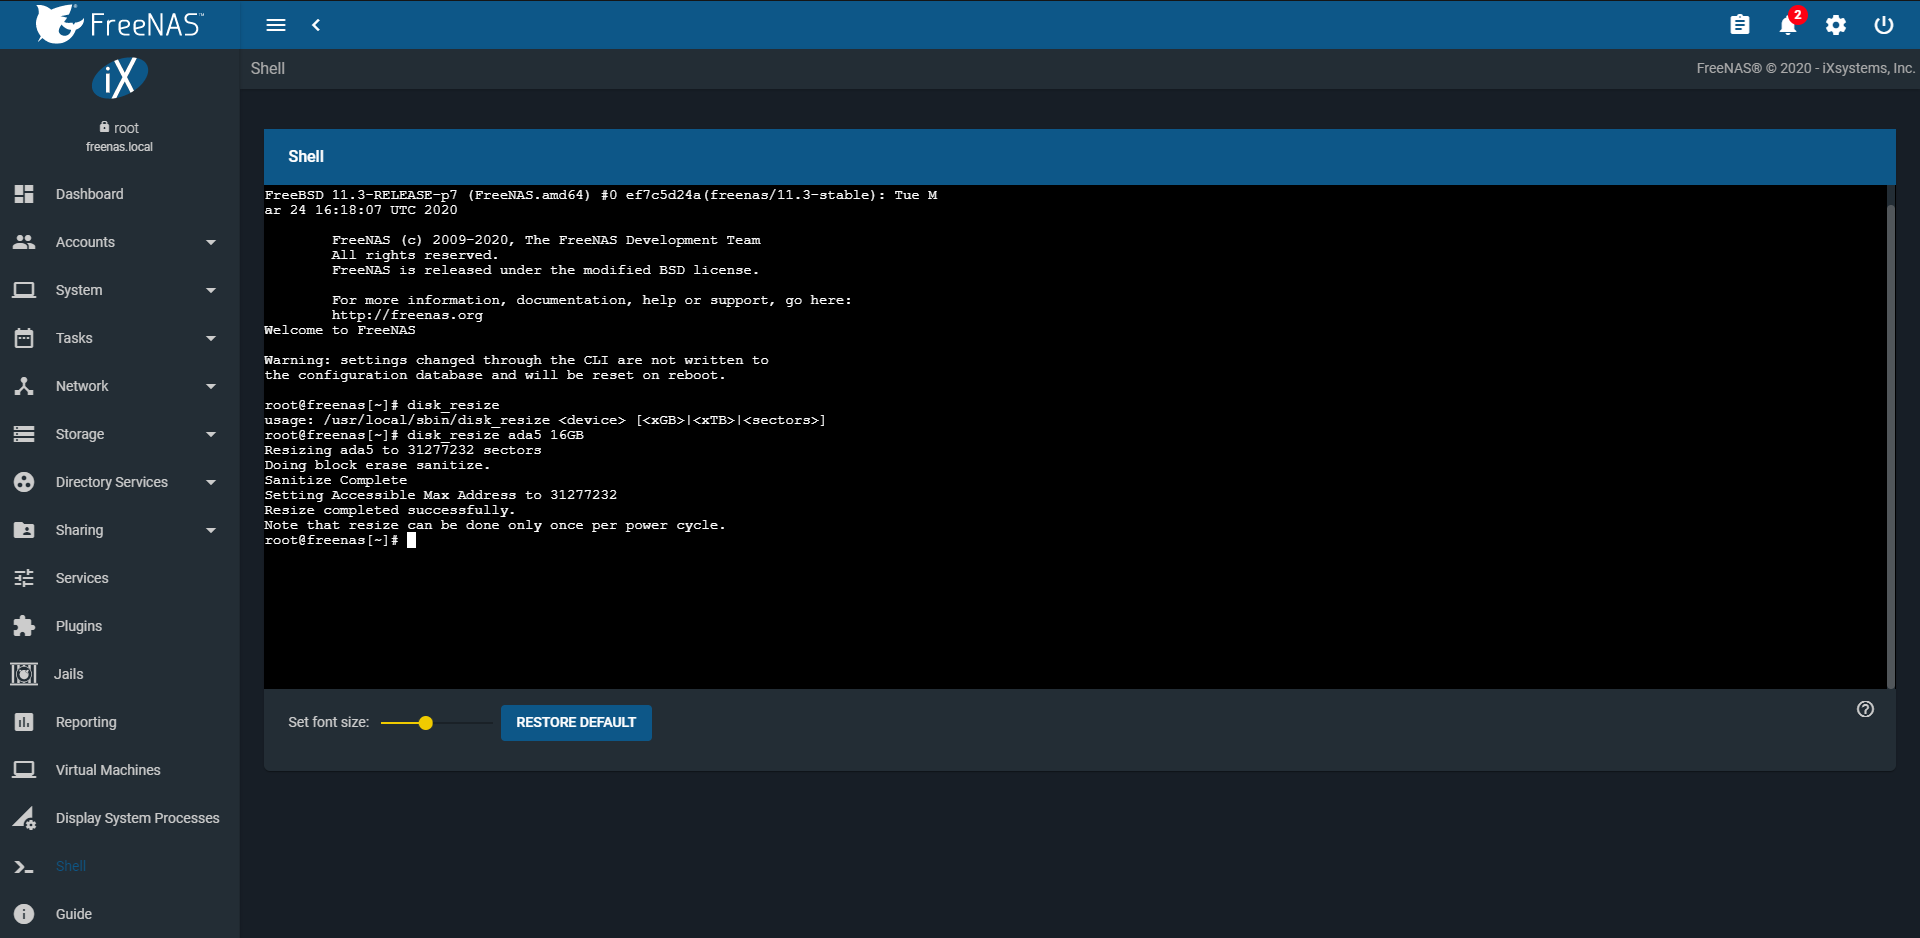 FreeNAS™
2
iX
root
freenas.local
Shell
FreeNAS® © 2020 - iXsystems, Inc.
Dashboard
Accounts
System
Tasks
Network
Storage
Directory Services
Sharing
Services
Plugins
Jails
Reporting
Virtual Machines
Display System Processes
Shell
Guide
Shell
FreeBSD 11.3-RELEASE-p7 (FreeNAS.amd64) #0 ef7c5d24a(freenas/11.3-stable): Tue M
ar 24 16:18:07 UTC 2020
FreeNAS (c) 2009-2020, The FreeNAS Development Team
All rights reserved.
FreeNAS is released under the modified BSD license.
For more information, documentation, help or support, go here:
http://freenas.org
Welcome to FreeNAS
Warning: settings changed through the CLI are not written to
the configuration database and will be reset on reboot.
root@freenas[~]# disk_resize
usage: /usr/local/sbin/disk_resize <device> [<xGB>|<xTB>|<sectors>]
root@freenas[~]# disk_resize ada5 16GB
Resizing ada5 to 31277232 sectors
Doing block erase sanitize.
Sanitize Complete
Setting Accessible Max Address to 31277232
Resize completed successfully.
Note that resize can be done only once per power cycle.
root@freenas[~]#
Set font size:
RESTORE DEFAULT